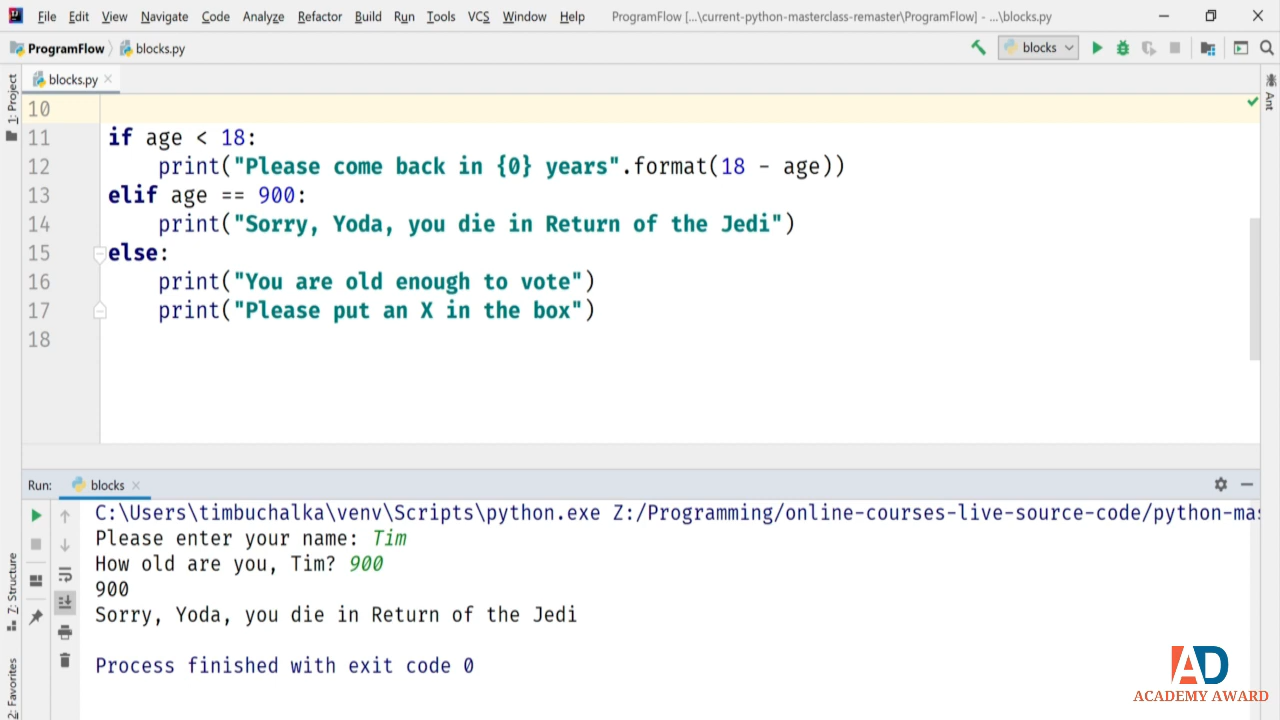 File Edit View Navigate Code Analyze Refactor Build Run Tools VCS Window Help ProgramFlow [...\current-python-masterclass-remaster\ProgramFlow] - ...\blocks.py
ProgramFlow blocks.py blocks
1: Project
blocks.py
Ant
10
11 if age < 18:
12     print("Please come back in {0} years".format(18 - age))
13 elif age == 900:
14     print("Sorry, Yoda, you die in Return of the Jedi")
15 else:
16     print("You are old enough to vote")
17     print("Please put an X in the box")
18
Run: blocks
C:\Users\timbuchalka\venv\Scripts\python.exe Z:/Programming/online-courses-live-source-code/python-mas
Please enter your name: Tim
How old are you, Tim? 900
900
Sorry, Yoda, you die in Return of the Jedi
Process finished with exit code 0
Z: Structure
2: Favorites
AD
ACADEMY AWARD